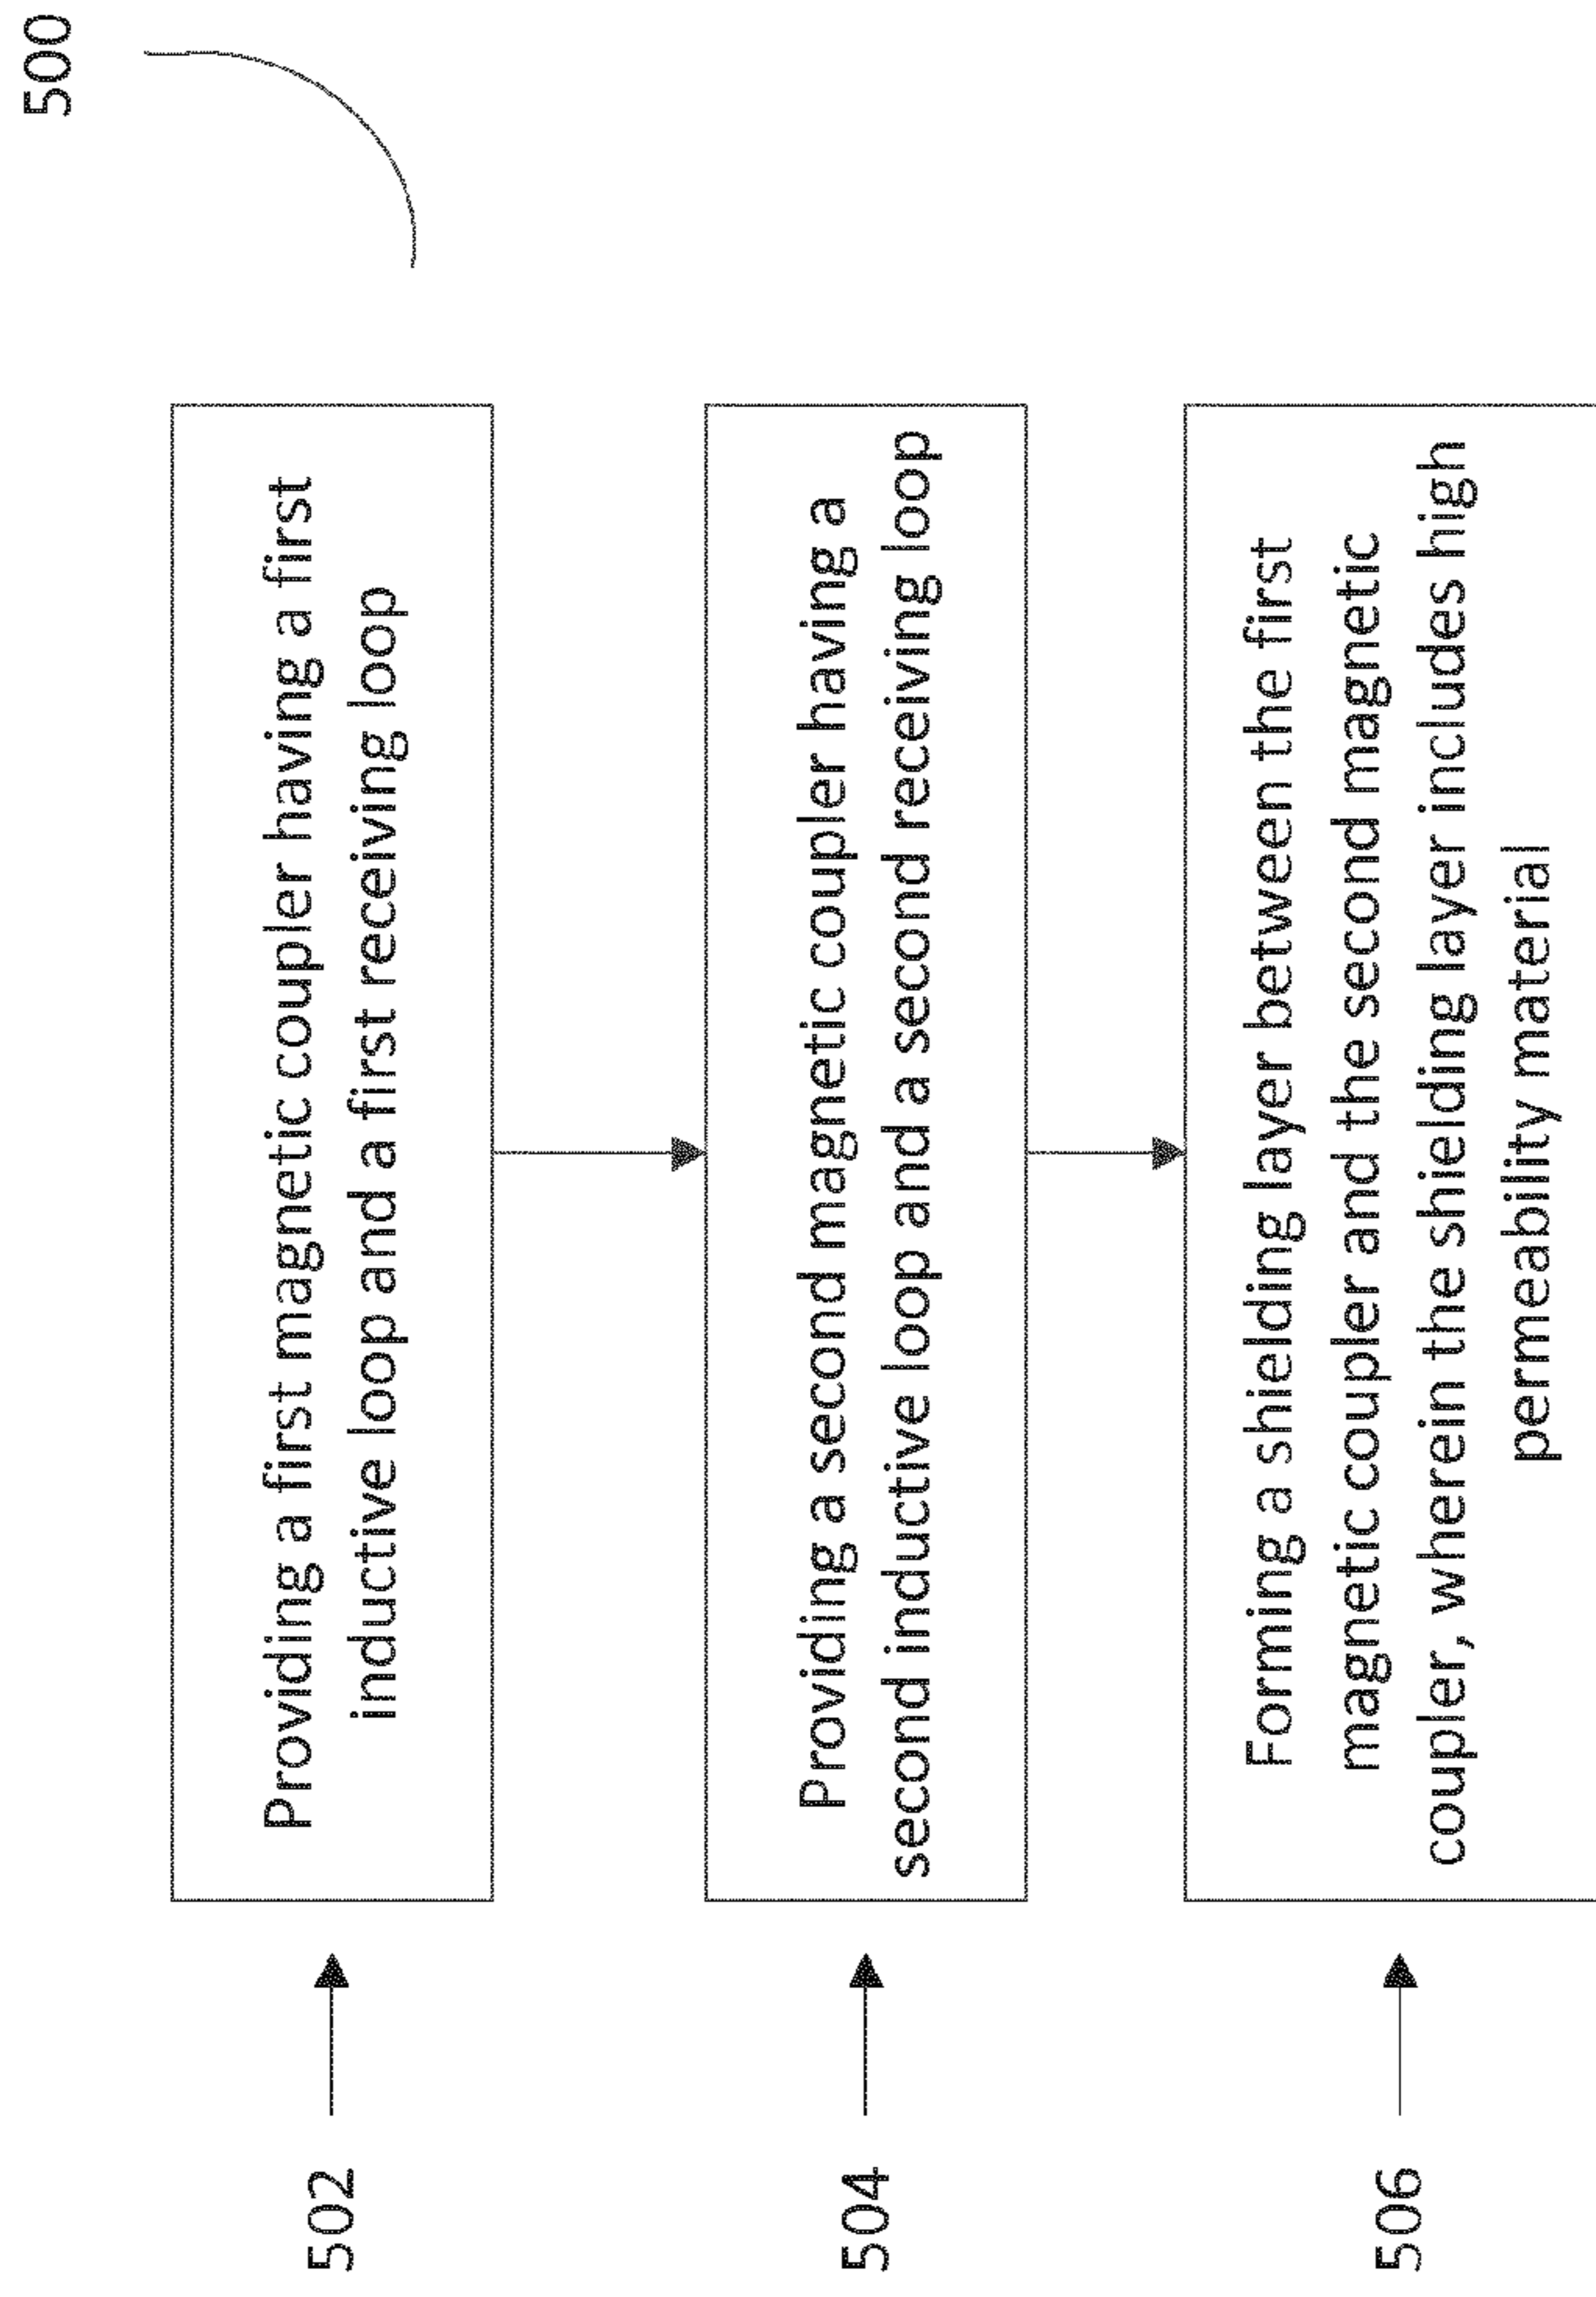 500
502
Providing a first magnetic coupler having a first
inductive loop and a first receiving loop
504
Providing a second magnetic coupler having a
second inductive loop and a second receiving loop
506
Forming a shielding layer between the first
magnetic coupler and the second magnetic
coupler, wherein the shielding layer includes high
permeability material